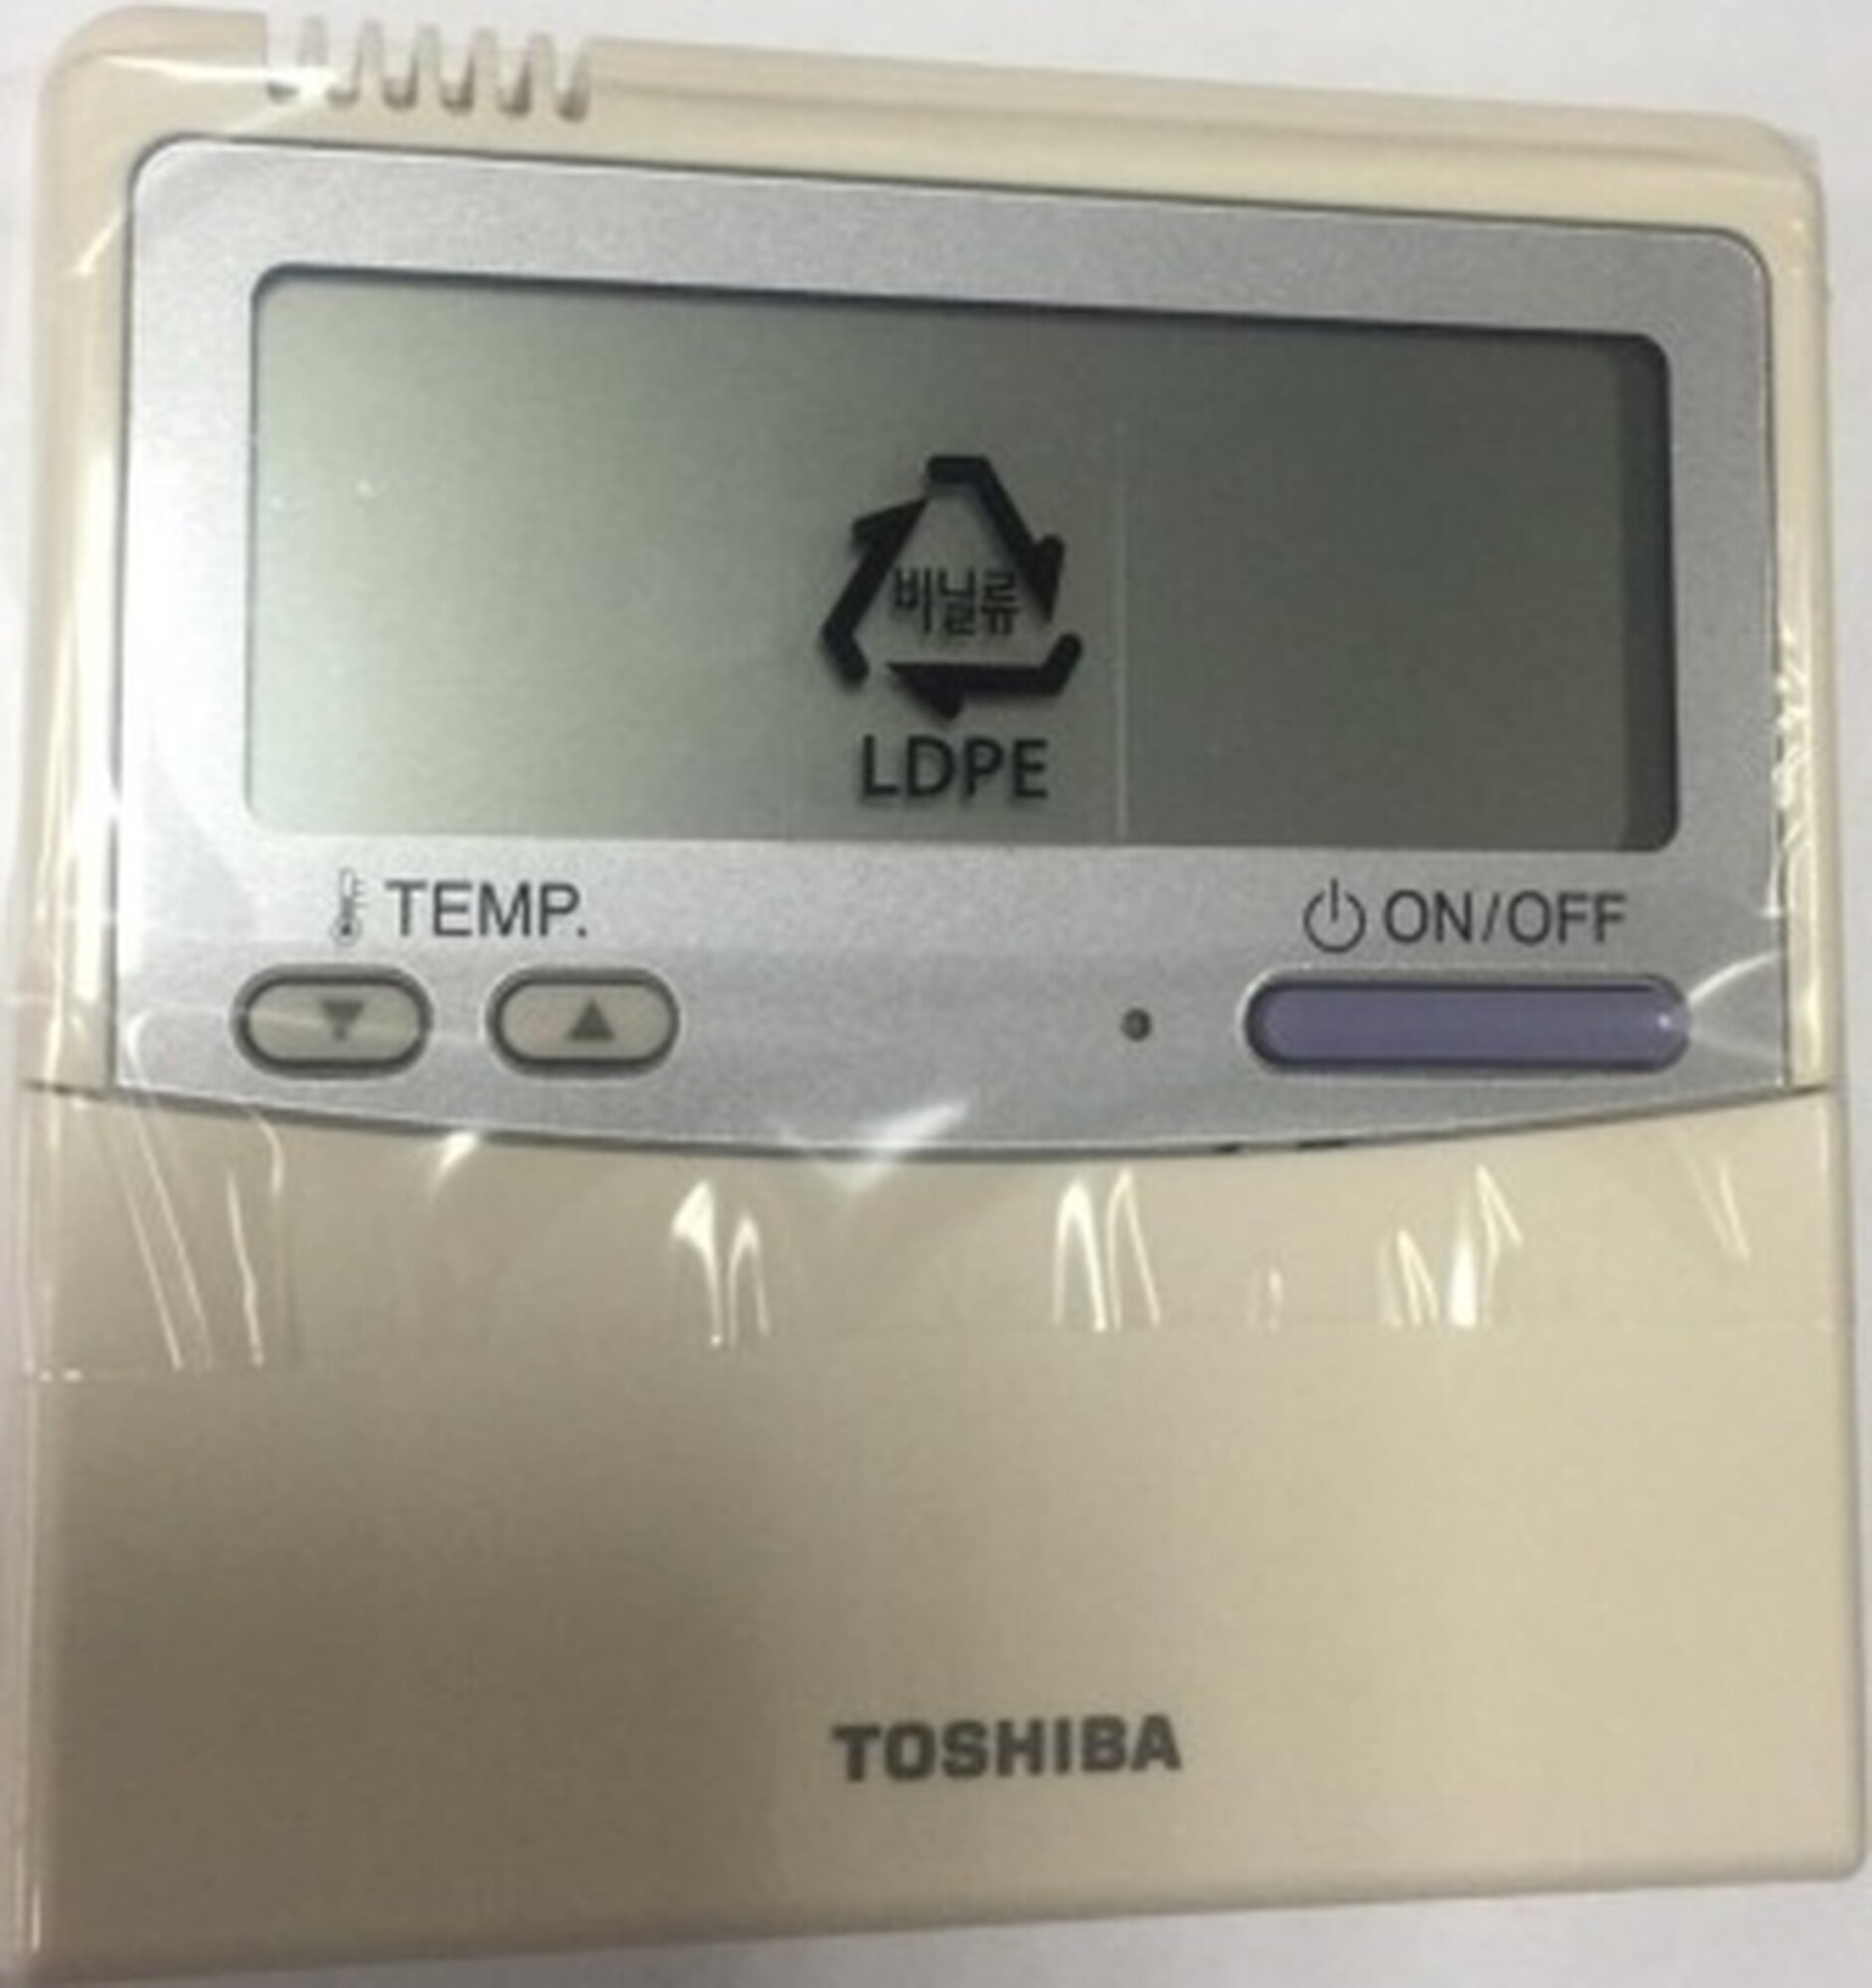 비닐류
LDPE
TEMP.
ON/OFF
TOSHIBA